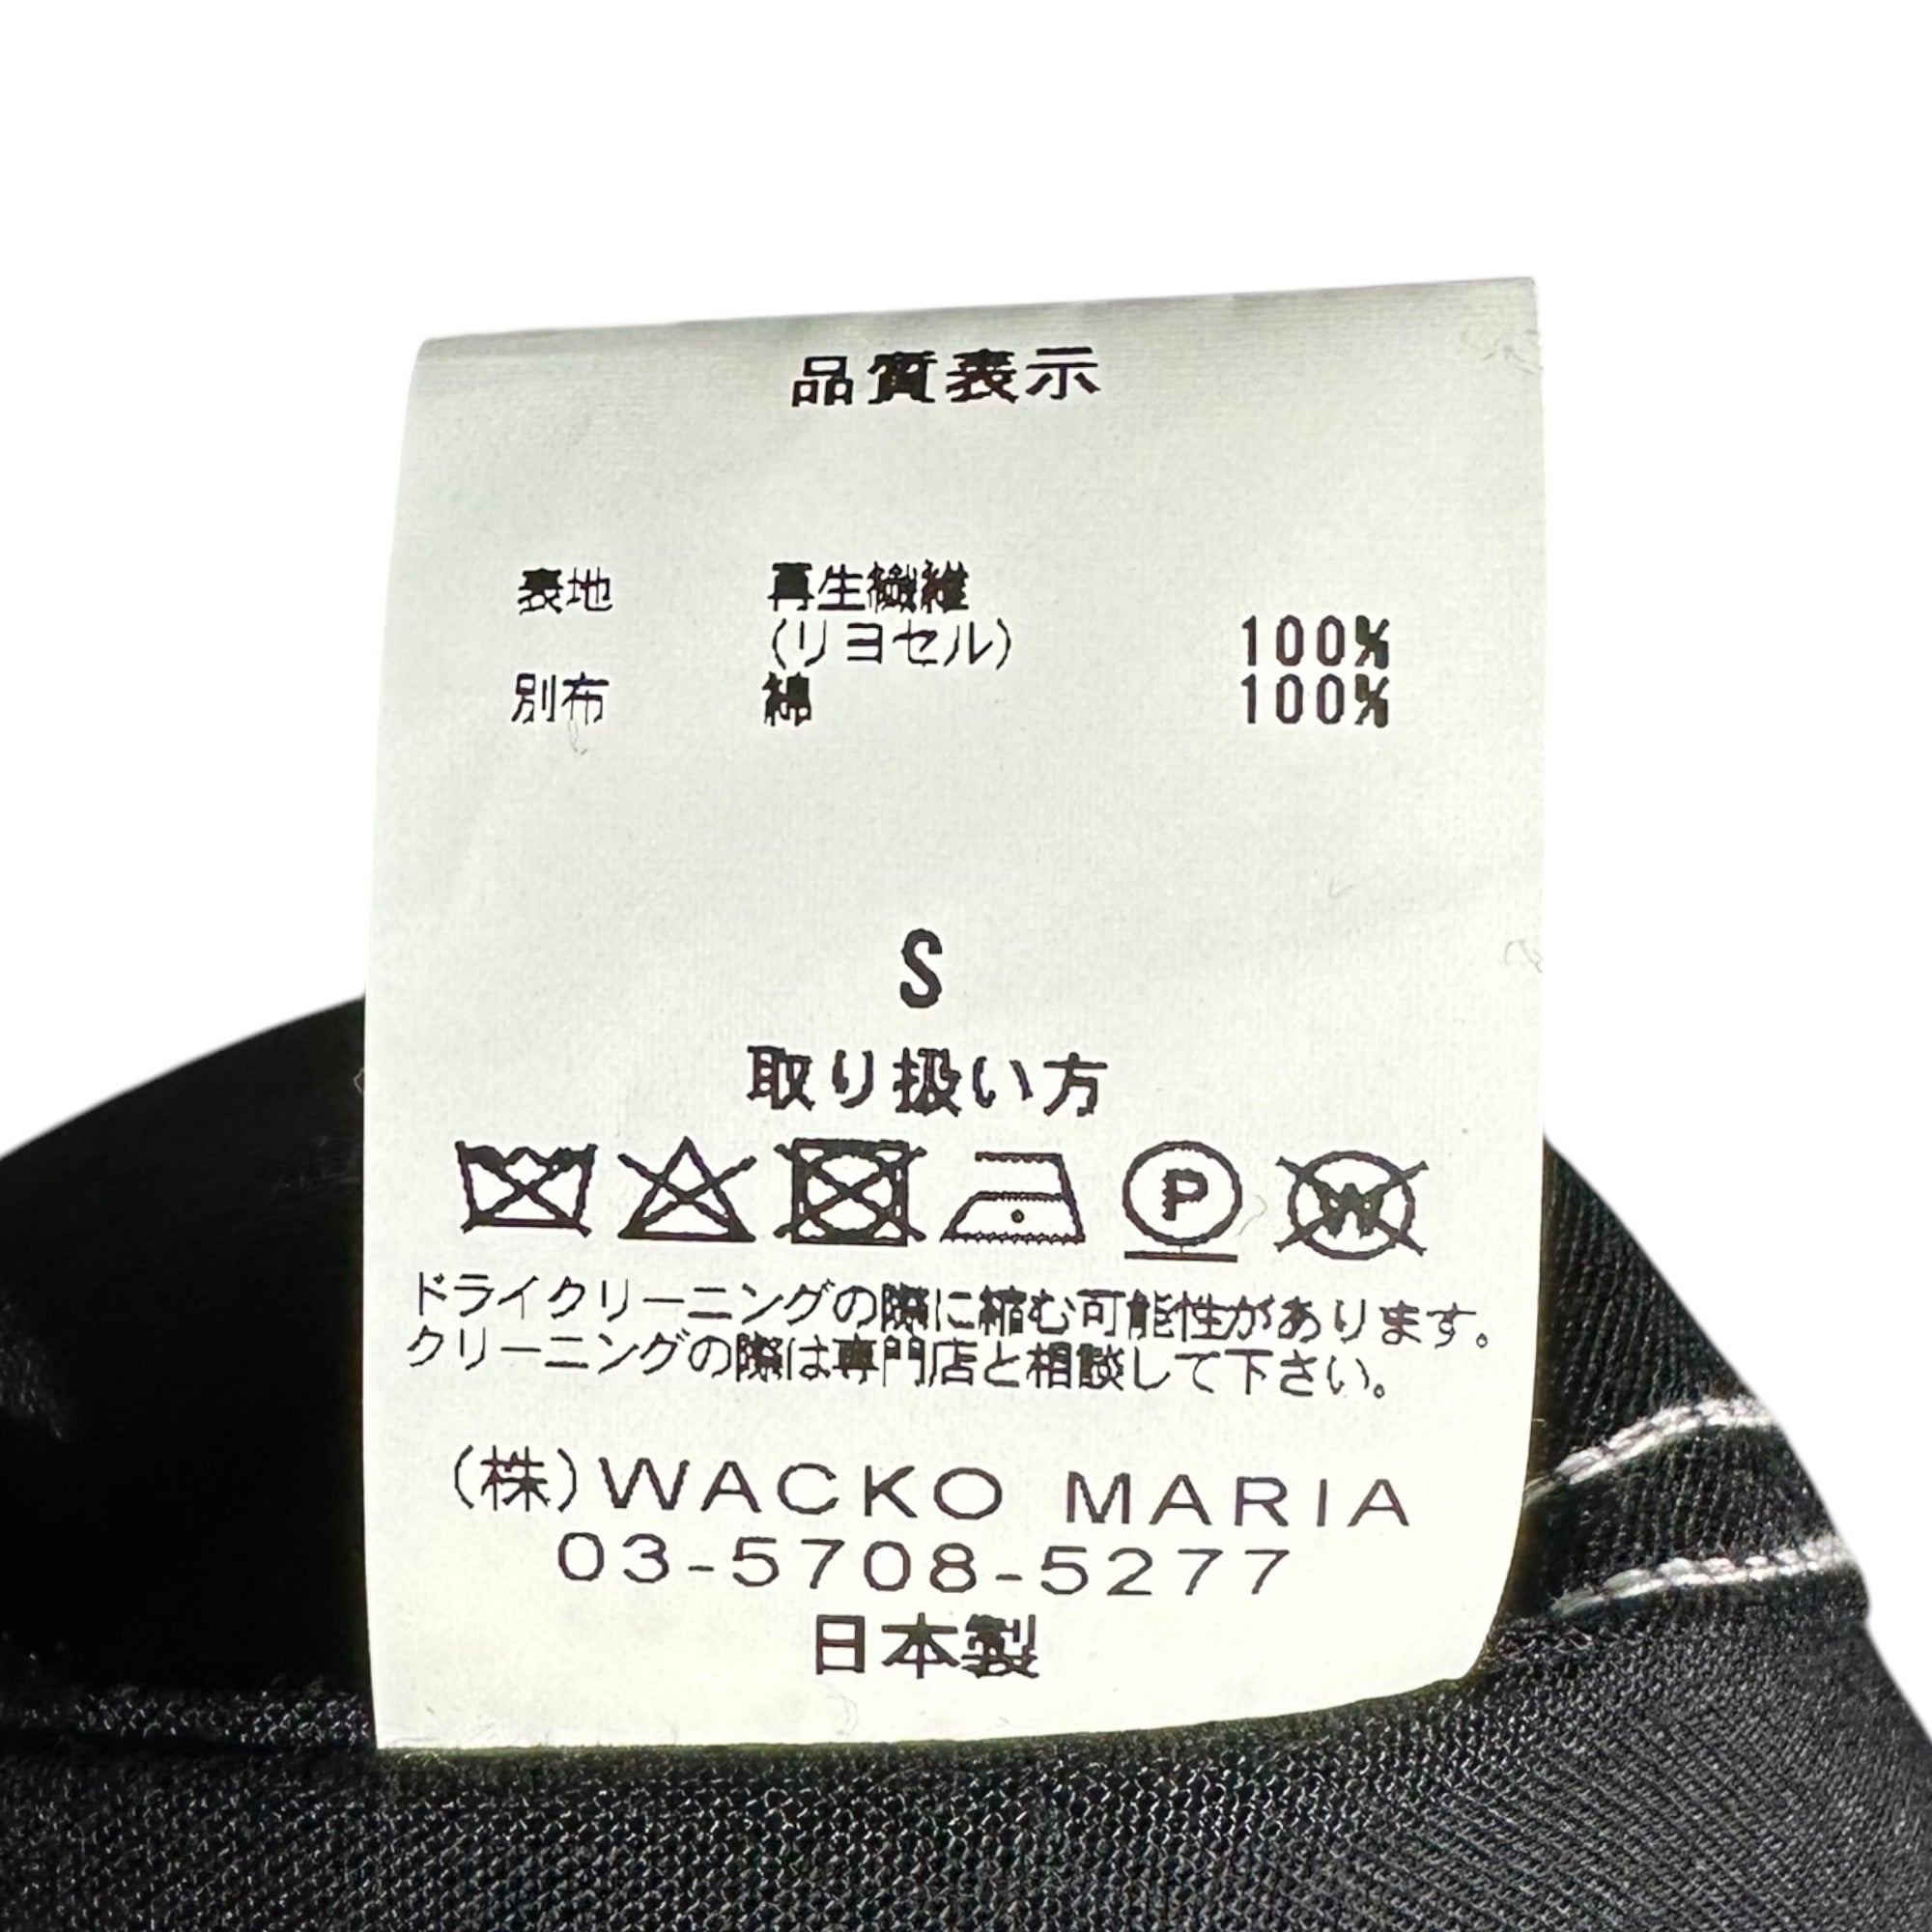 品質表示
表地 再生繊維
(リヨセル) 100%
別布 綿 100%
S
取り扱い方
P W
ドライクリーニングの際に縮む可能性があります。
クリーニングの際は専門店と相談して下さい。
(株)WACKO MARIA
03-5708-5277
日本製